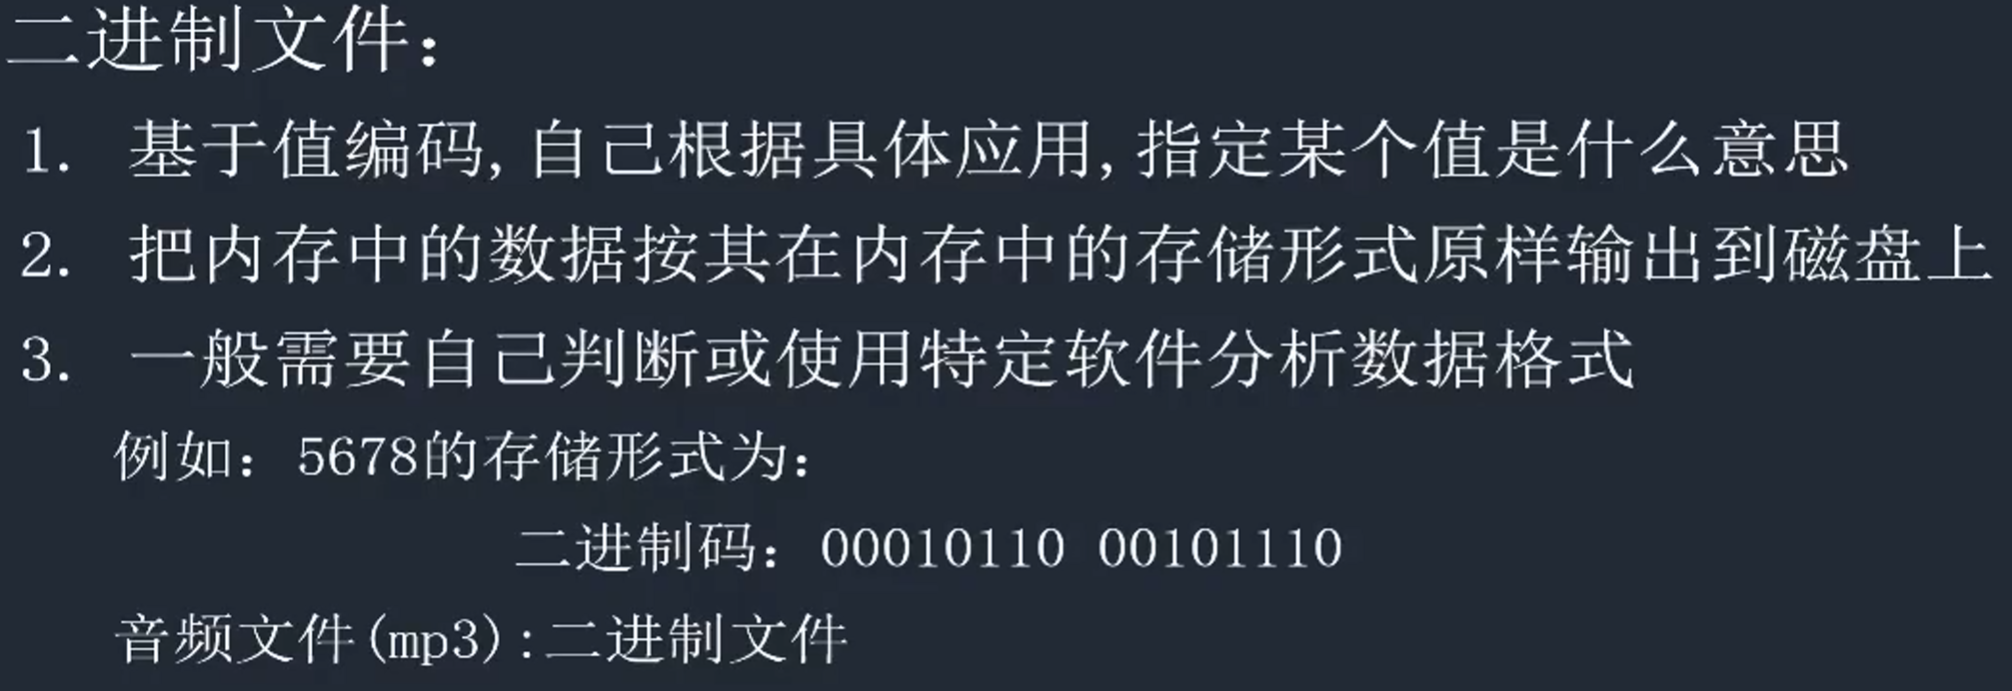 二进制文件：
1. 基于值编码,自己根据具体应用,指定某个值是什么意思
2. 把内存中的数据按其在内存中的存储形式原样输出到磁盘上
3. 一般需要自己判断或使用特定软件分析数据格式
例如：5678的存储形式为：
二进制码：00010110 00101110
音频文件(mp3):二进制文件